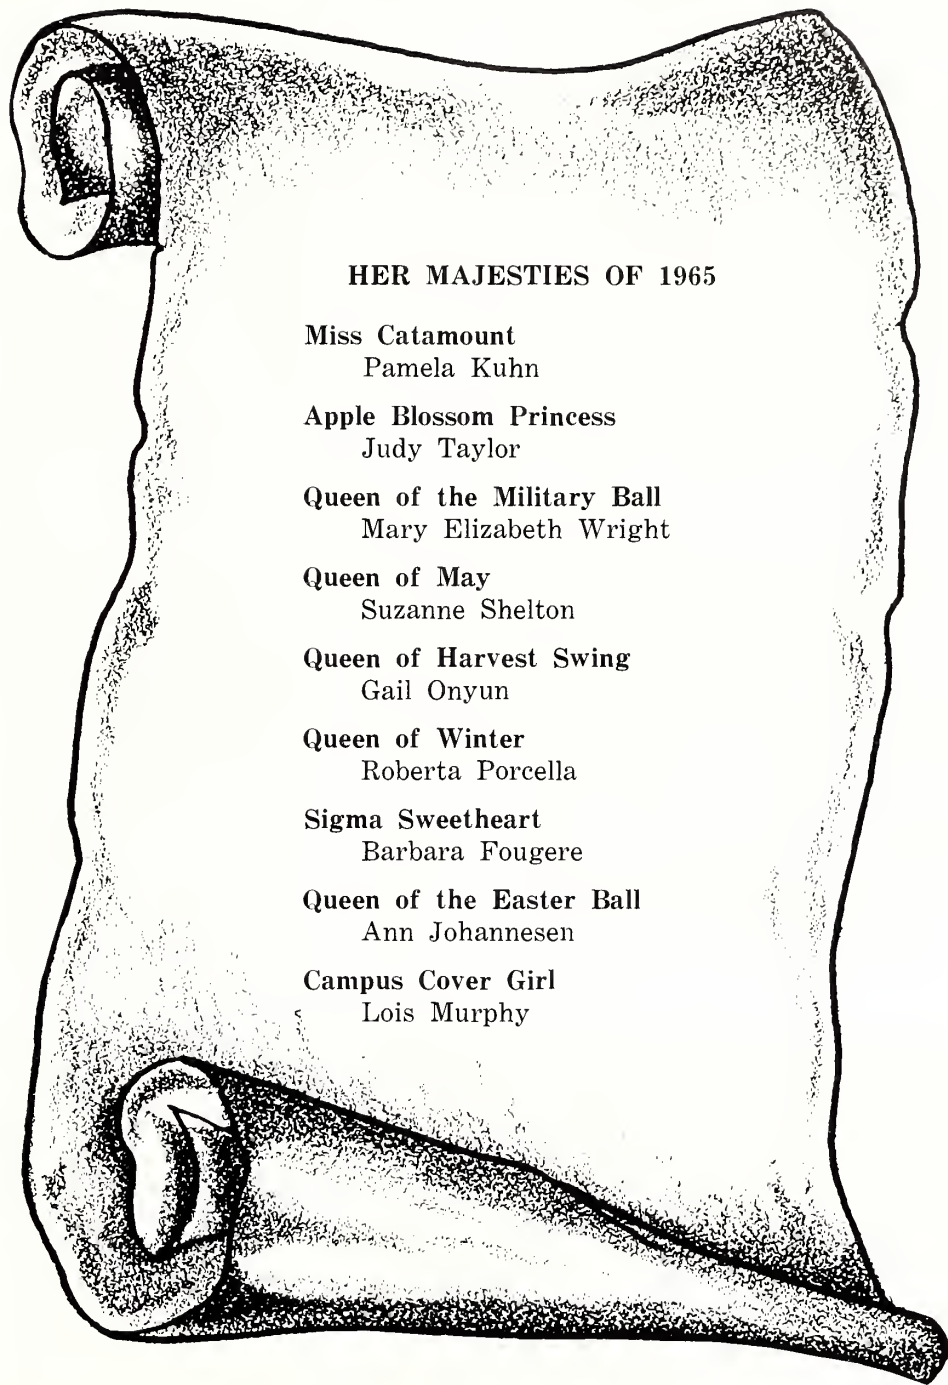 HER MAJESTIES OF 1965
Miss Catamount
Pamela Kuhn
Apple Blossom Princess
Judy Taylor
Queen of the Military Ball
Mary Elizabeth Wright
Queen of May
Suzanne Shelton
Queen of Harvest Swing
Gail Onyun
Queen of Winter
Roberta Porcella
Sigma Sweetheart
Barbara Fougere
Queen of the Easter Ball
Ann Johannesen
Campus Cover Girl
Lois Murphy